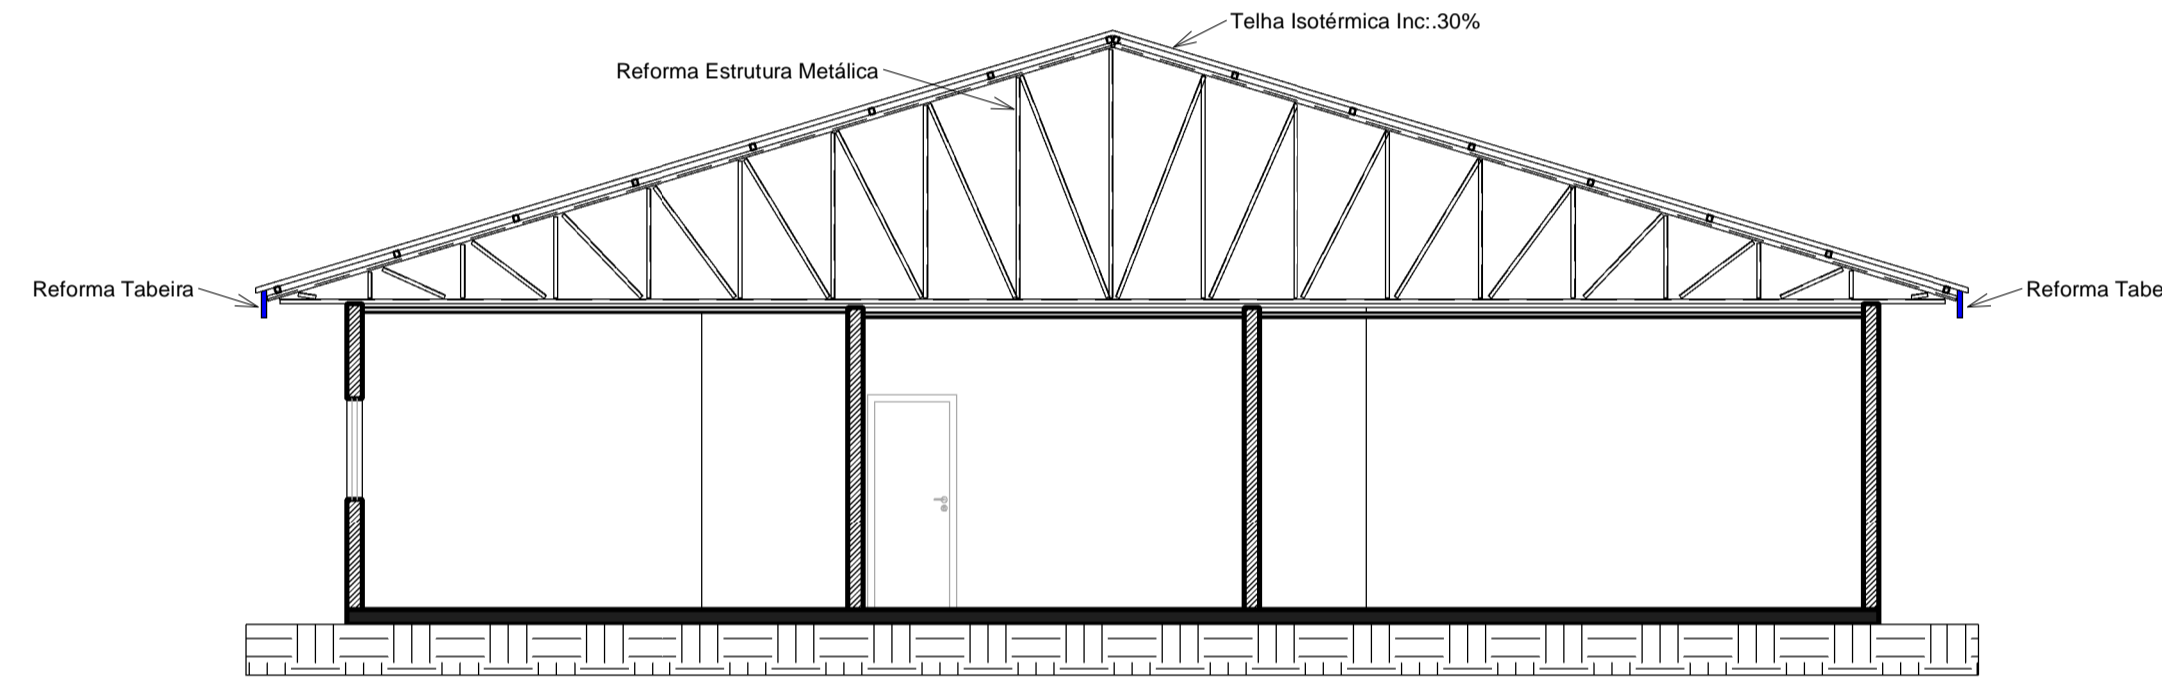 Telha Isotérmica Inc:.30%
Reforma Estrutura Metálica
Reforma Tabeira
Reforma Tabe